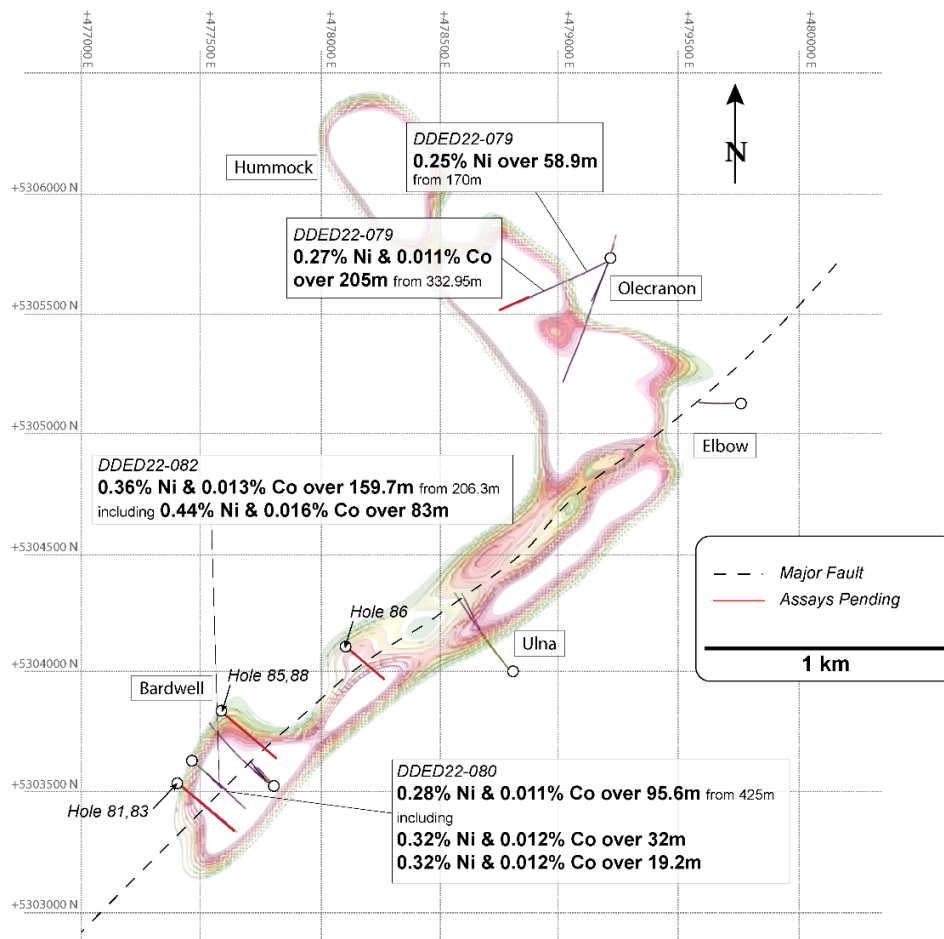 +477000 E
+477500 E
+478000 E
+478500 E
+479000 E
+479500 E
+480000 E
N
DDED22-079
0.25% Ni over 58.9m
from 170m
Hummock
+5306000 N
DDED22-079
0.27% Ni & 0.011% Co
over 205m from 332.95m
Olecranon
+5305500 N
+5305000 N
Elbow
DDED22-082
0.36% Ni & 0.013% Co over 159.7m from 206.3m
including 0.44% Ni & 0.016% Co over 83m
+5304500 N
Major Fault
Assays Pending
Hole 86
Ulna
1 km
+5304000 N
Bardwell
Hole 85,88
DDED22-080
0.28% Ni & 0.011% Co over 95.6m from 425m
including
0.32% Ni & 0.012% Co over 32m
0.32% Ni & 0.012% Co over 19.2m
+5303500 N
Hole 81,83
+5303000 N